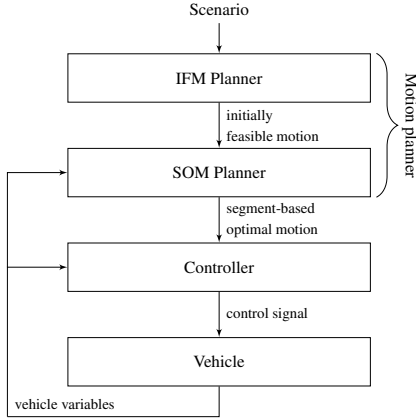 Scenario
IFM Planner
Motion planner
initially
feasible motion
SOM Planner
segment-based
optimal motion
Controller
control signal
Vehicle
vehicle variables